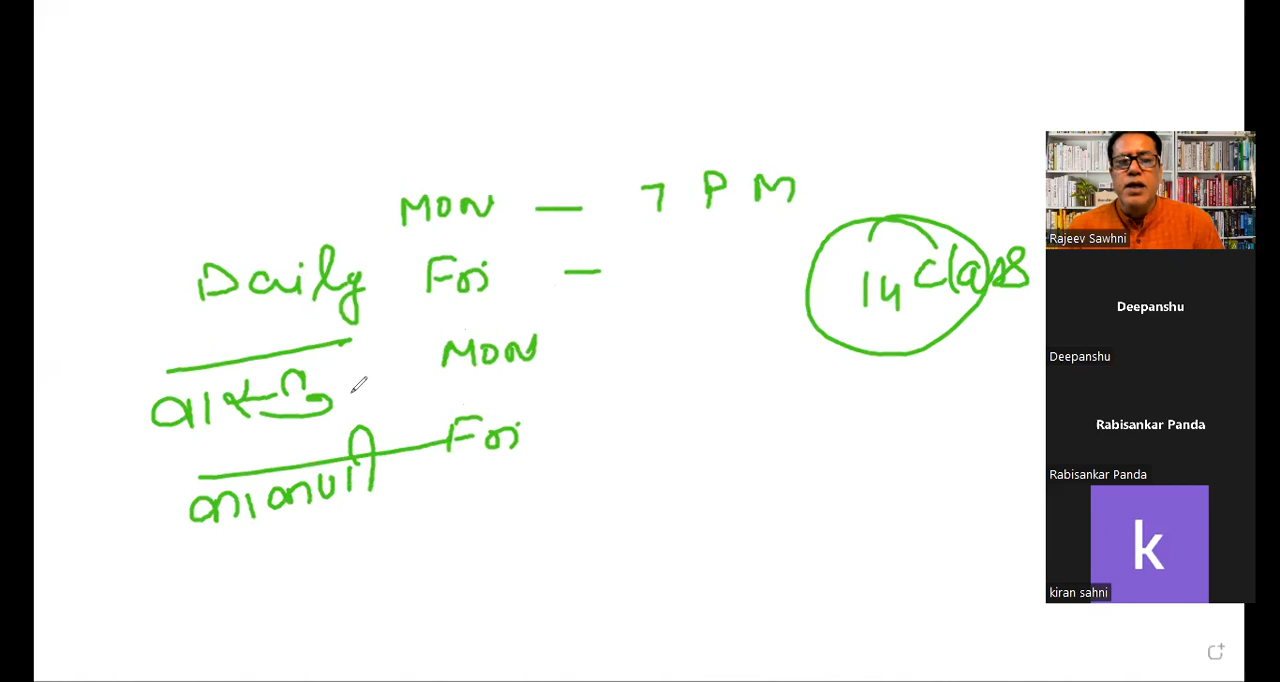 MON — 7 PM
Daily Fri —
14 Class
MON
Fri
Rajeev Sawhni
Deepanshu
Deepanshu
Rabisankar Panda
Rabisankar Panda
k
kiran sahni